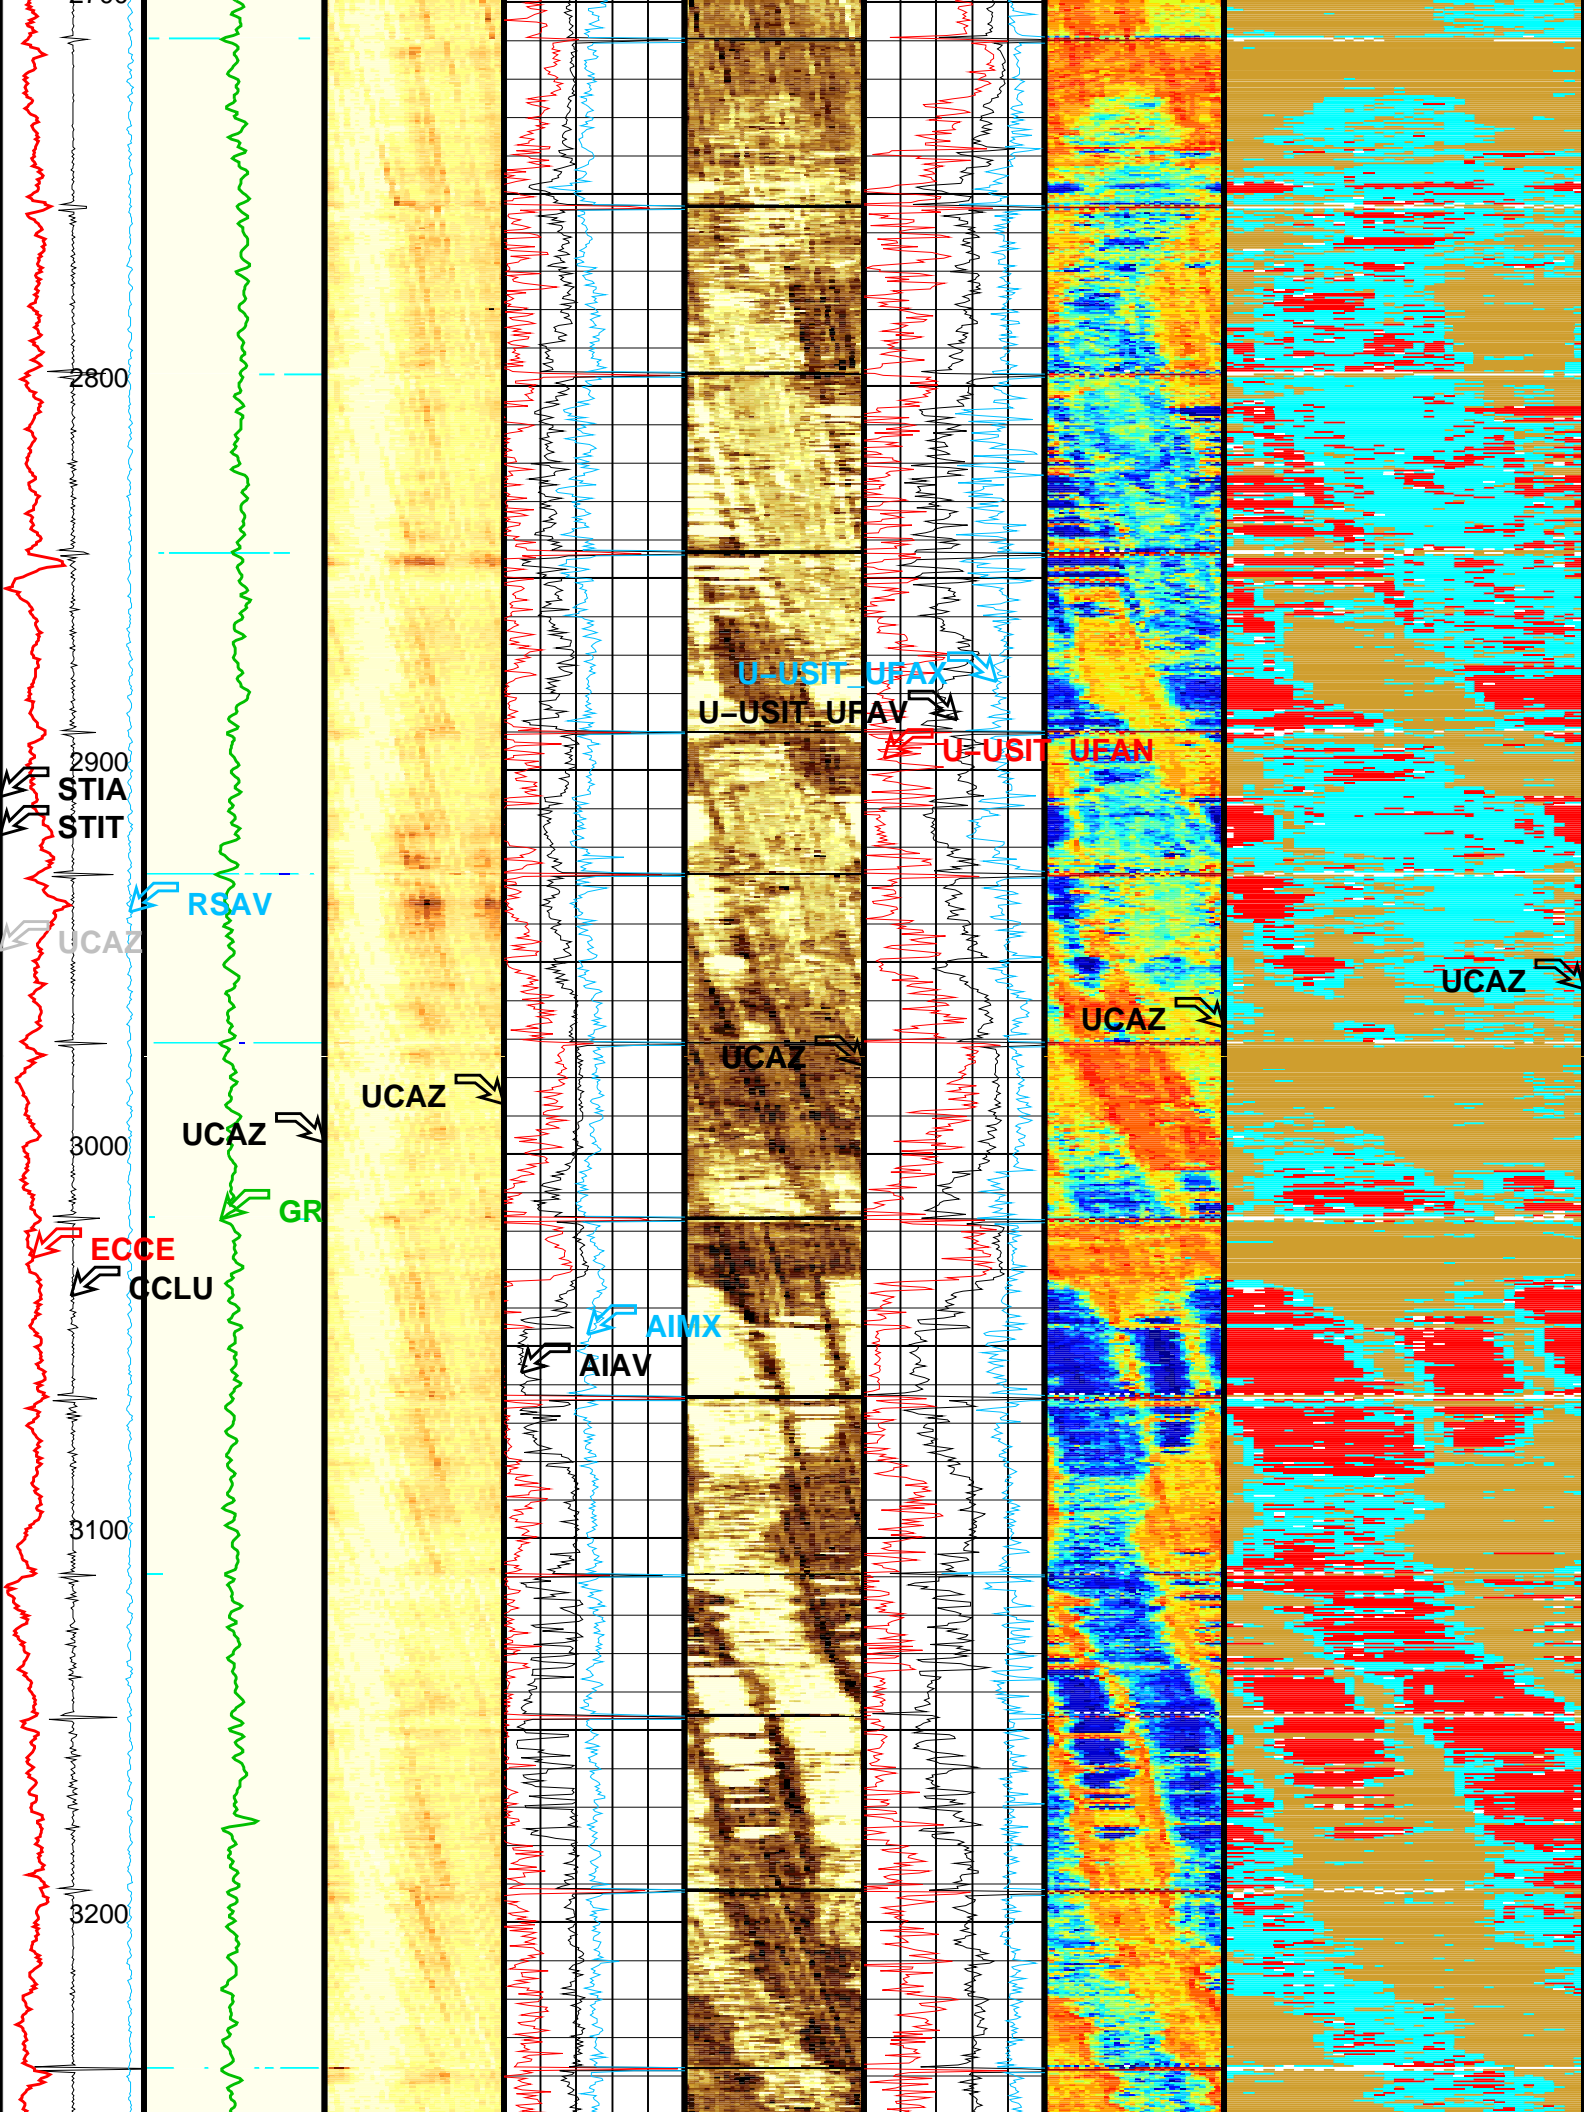 2700
2800
U-USIT_UFAX
U-USIT_UFAV
U-USIT_UFAN
2900
STIA
STIT
RSAV
UCAZ
UCAZ
UCAZ
UCAZ
UCAZ
UCAZ
3000
GR
ECCE
CCLU
AIMX
AIAV
3100
3200